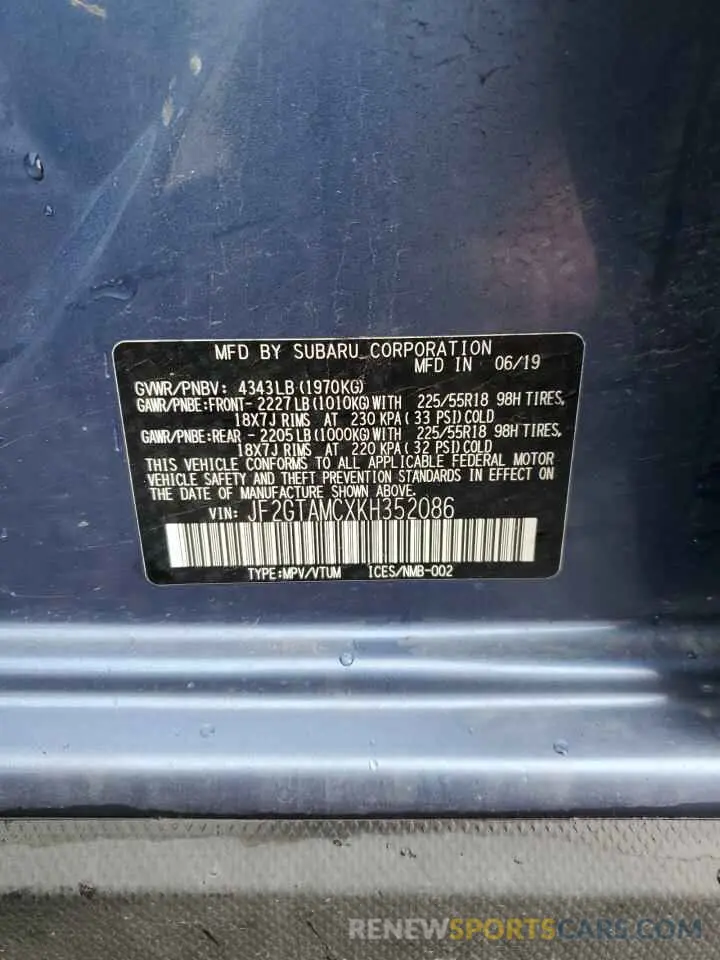 MFD BY SUBARU CORPORATION
MFD IN 06/19
GVWR/PNBV: 4343LB(1970KG)
GAWR/PNBE:FRONT-2227LB(1010KG)WITH 225/55R18 98H TIRES,
18X7J RIMS AT 230 KPA(33 PSI)COLD
GAWR/PNBE:REAR -2205LB(1000KG)WITH 225/55R18 98H TIRES,
18X7J RIMS AT 220 KPA(32 PSI)COLD
THIS VEHICLE CONFORMS TO ALL APPLICABLE FEDERAL MOTOR
VEHICLE SAFETY AND THEFT PREVENTION STANDARDS IN EFFECT ON
THE DATE OF MANUFACTURE SHOWN ABOVE.
VIN: JF2GTAMCXKH352086
TYPE:MPV/VTUM ICES/NMB-002
RENEWSPORTSCARS.COM